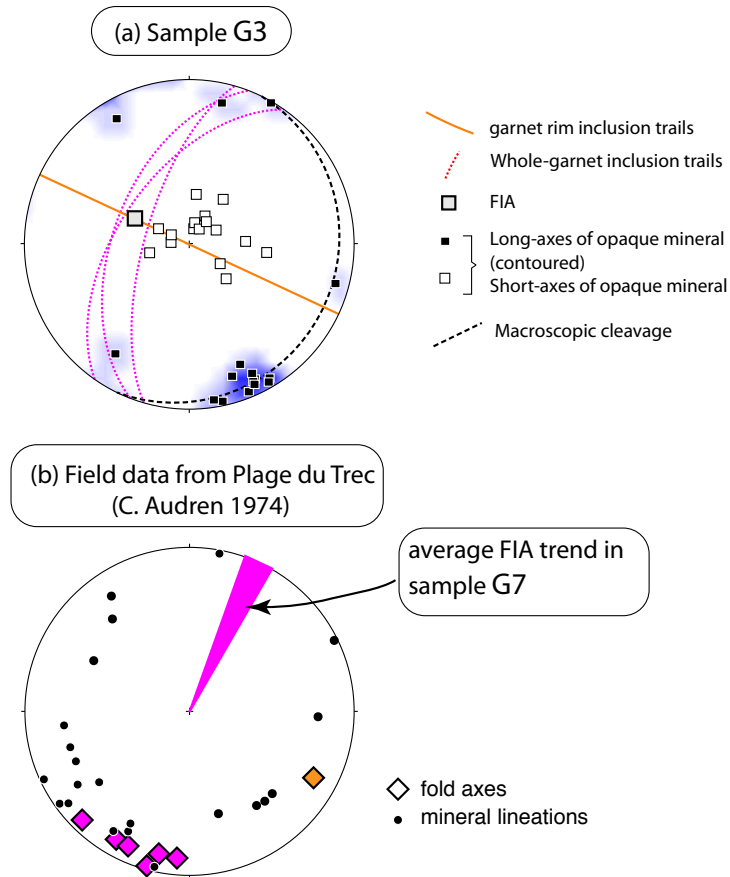 (a) Sample G3
garnet rim inclusion trails
Whole-garnet inclusion trails
FIA
Long-axes of opaque mineral
(contoured)
Short-axes of opaque mineral
Macroscopic cleavage
(b) Field data from Plage du Trec
(C. Audren 1974)
average FIA trend in
sample G7
fold axes
mineral lineations